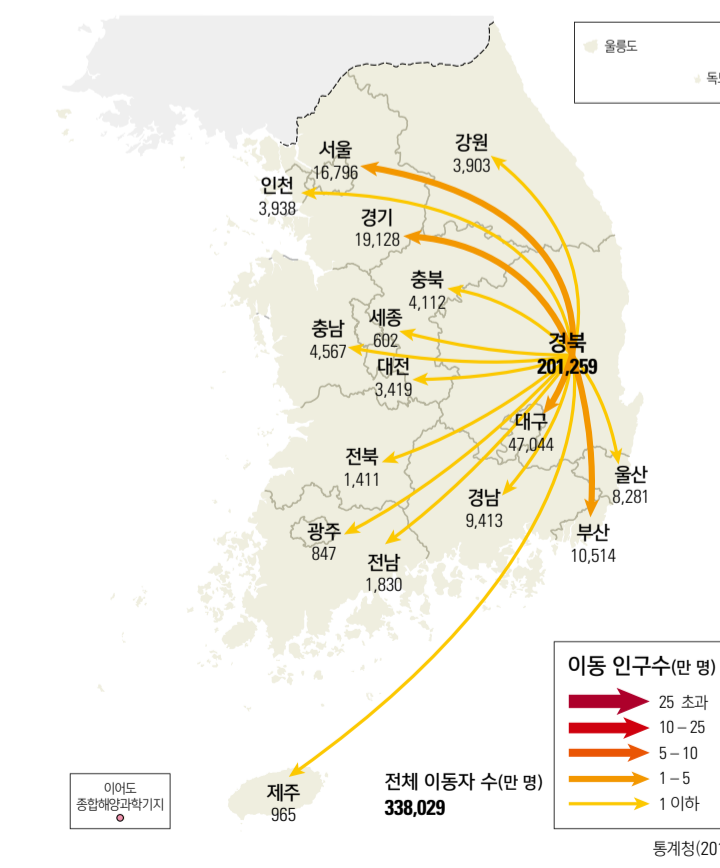 울릉도
강원
3,903
서울
16,796
인천
3,938
경기
19,128
충북
4,112
세종
602
충남
4,567
대전
3,419
경북
201,259
대구
47,044
전북
1,411
울산
8,281
경남
9,413
광주
847
부산
10,514
전남
1,830
이동 인구수(만 명)
25 초과
10 – 25
5 – 10
1 – 5
1 이하
전체 이동자 수(만 명)
338,029
이어도
종합해양과학기지
제주
965
통계청(201